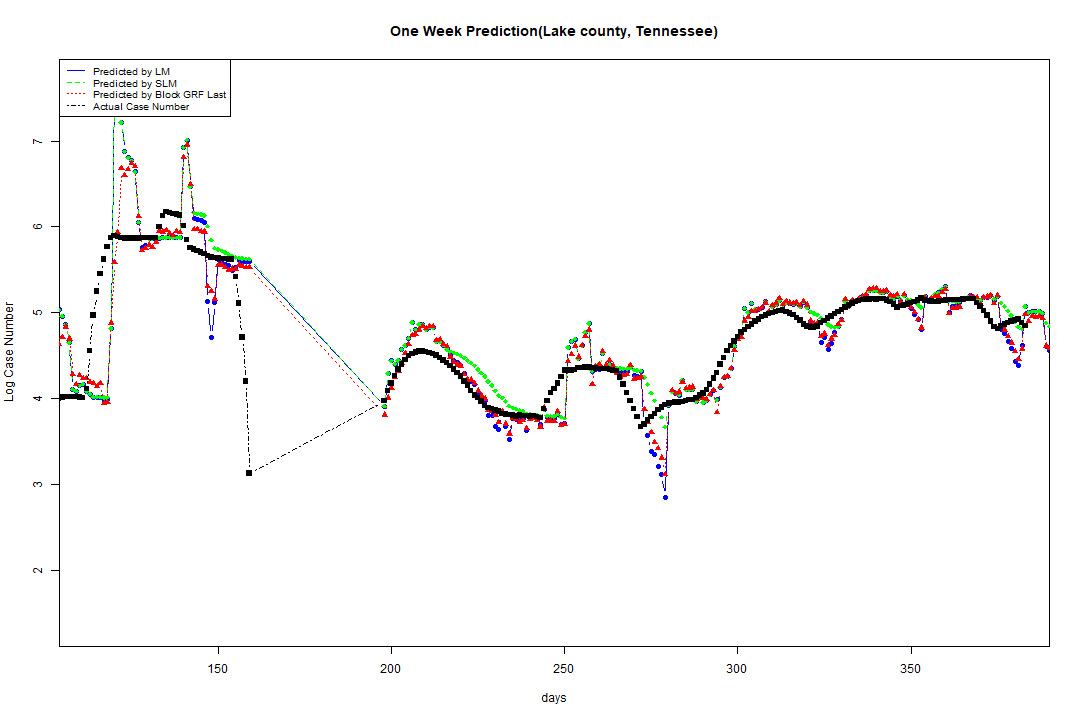 One Week Prediction(Lake county, Tennessee)
Predicted by LM
Predicted by SLM
Predicted by Block GRF Last
Actual Case Number
7
6
5
4
3
2
Log Case Number
150 200 250 300 350
days